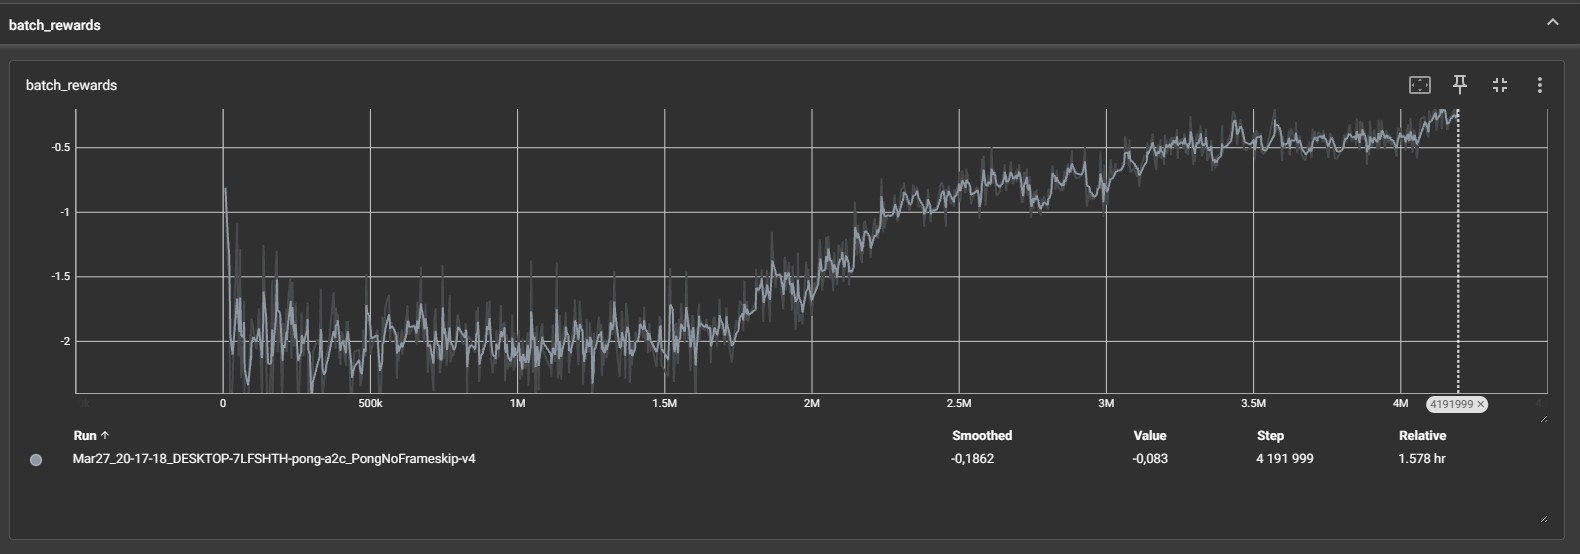 batch_rewards
batch_rewards
-0.5
-1
-1.5
-2
0 500k 1M 1.5M 2M 2.5M 3M 3.5M 4M 4191999 ×
Run ↑ Smoothed Value Step Relative
Mar27_20-17-18_DESKTOP-7LFSHTH-pong-a2c_PongNoFrameskip-v4 -0,1862 -0,083 4 191 999 1.578 hr